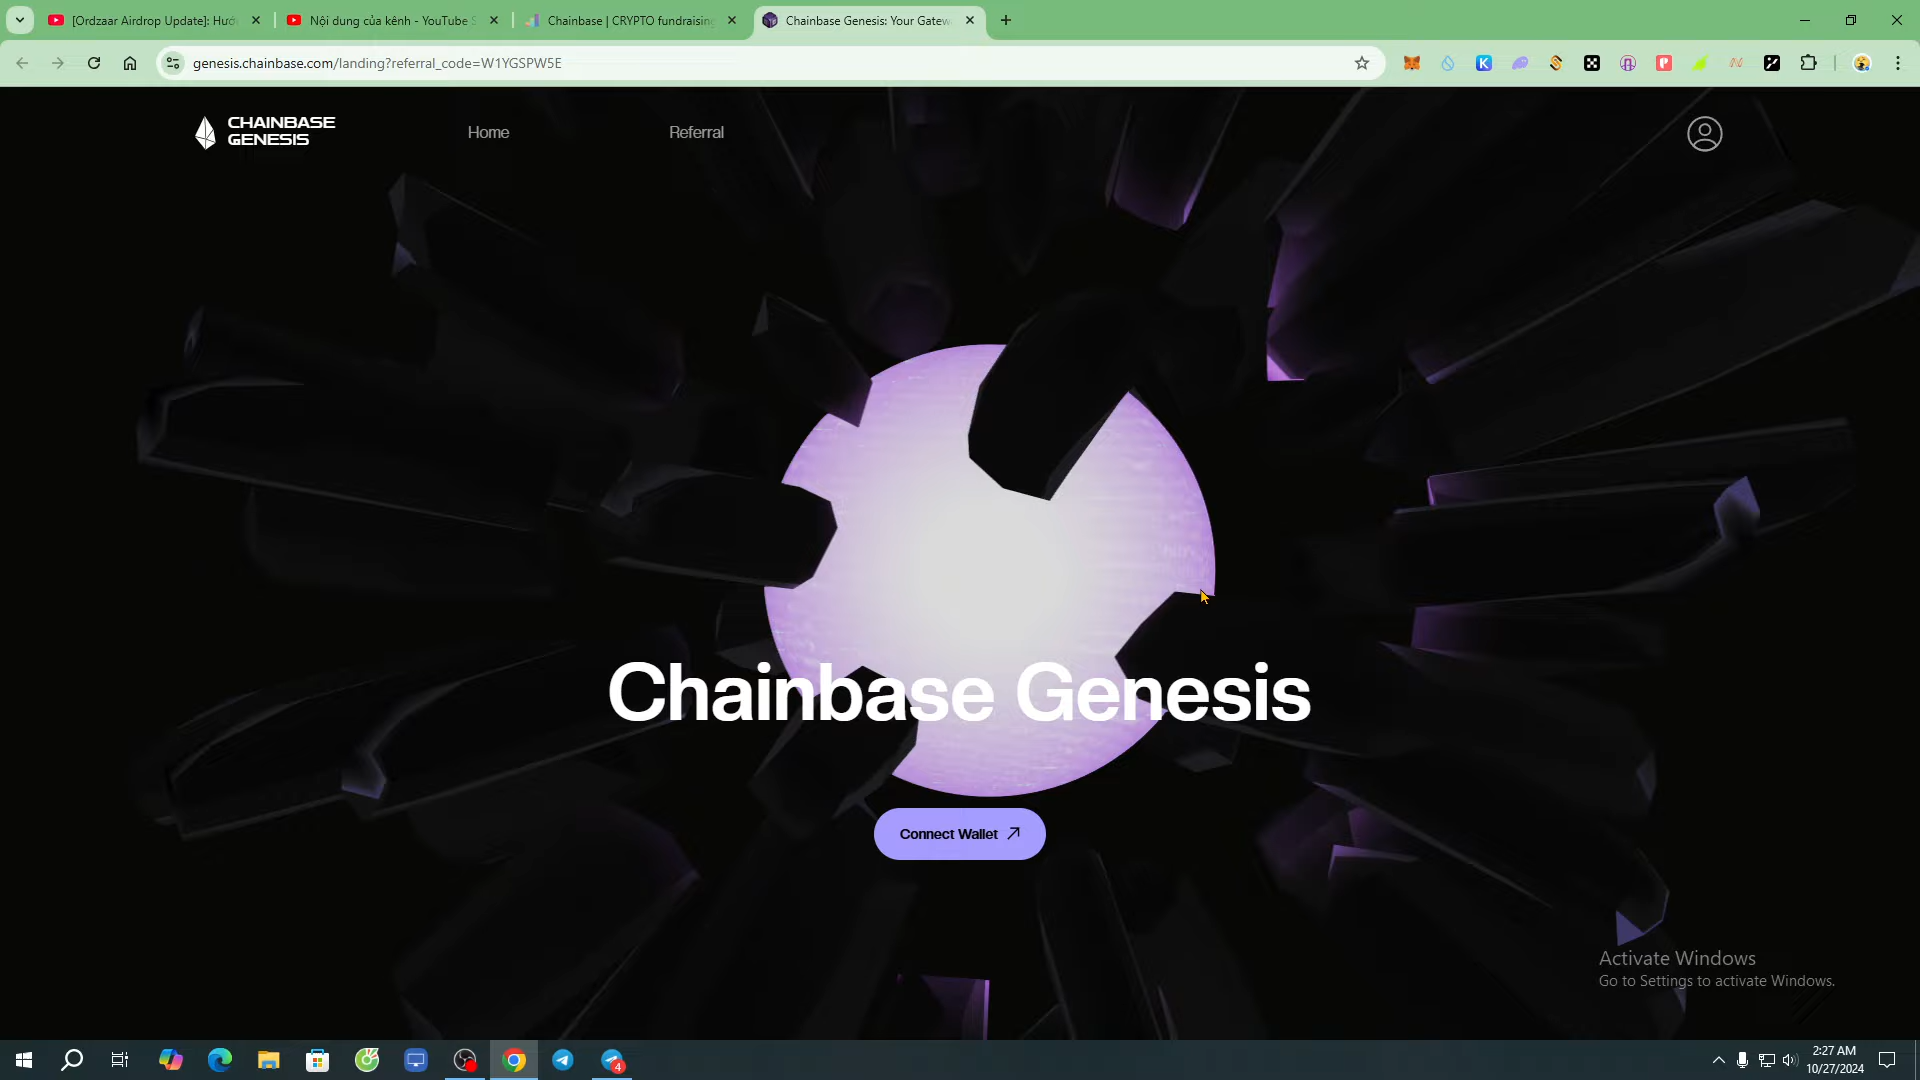 [Ordzaar Airdrop Update]: Hướ
Nội dung của kênh - YouTube S
Chainbase | CRYPTO fundraising
Chainbase Genesis: Your Gatew
genesis.chainbase.com/landing?referral_code=W1YGSPW5E
CHAINBASE
GENESIS
Home
Referral
Chainbase Genesis
Connect Wallet
Activate Windows
Go to Settings to activate Windows.
4
2:27 AM
10/27/2024